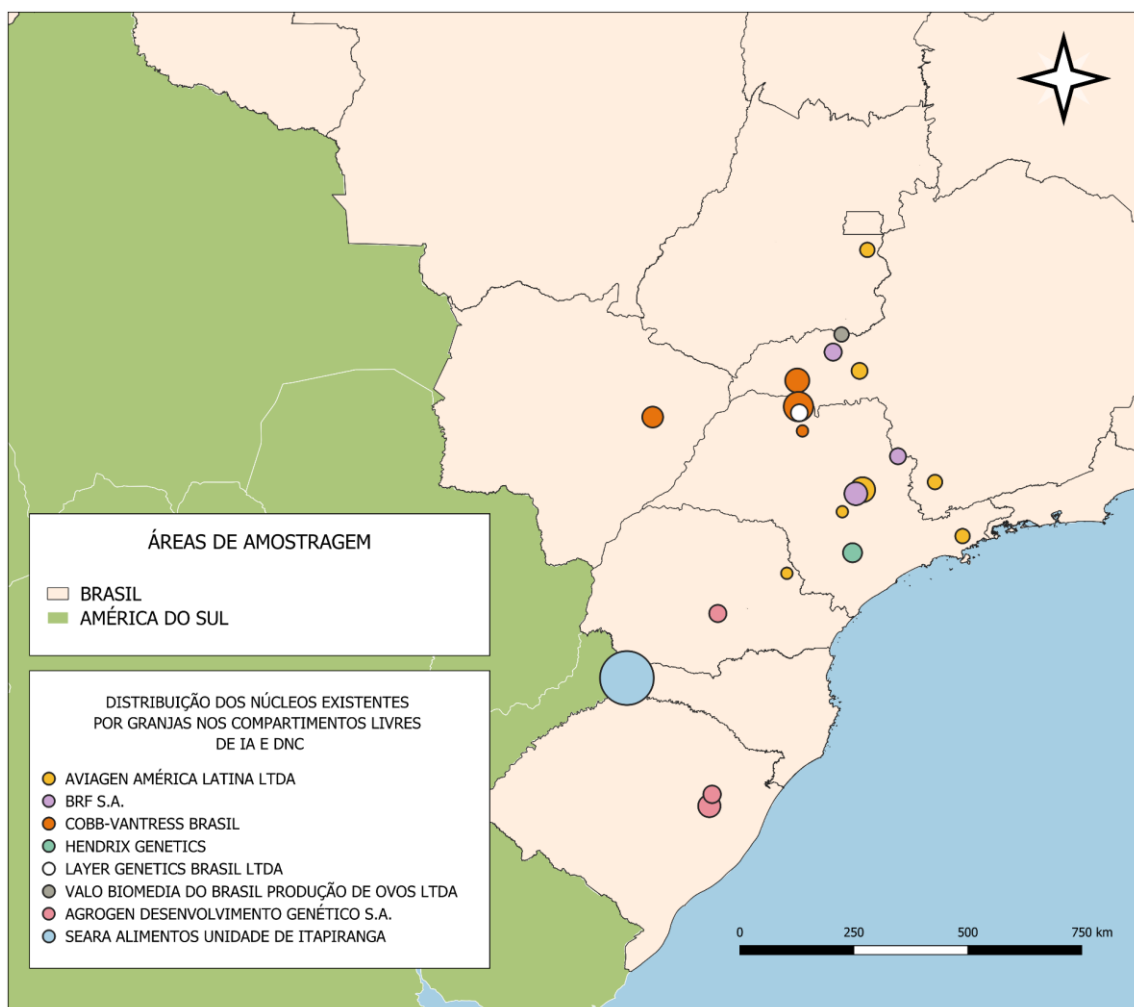 ÁREAS DE AMOSTRAGEM
BRASIL
AMÉRICA DO SUL
DISTRIBUIÇÃO DOS NÚCLEOS EXISTENTES
POR GRANJAS NOS COMPARTIMENTOS LIVRES
DE IA E DNC
AVIAGEN AMÉRICA LATINA LTDA
BRF S.A.
COBB-VANTRESS BRASIL
HENDRIX GENETICS
LAYER GENETICS BRASIL LTDA
VALO BIOMEDIA DO BRASIL PRODUÇÃO DE OVOS LTDA
AGROGEN DESENVOLVIMENTO GENÉTICO S.A.
SEARA ALIMENTOS UNIDADE DE ITAPIRANGA
0 250 500 750 km